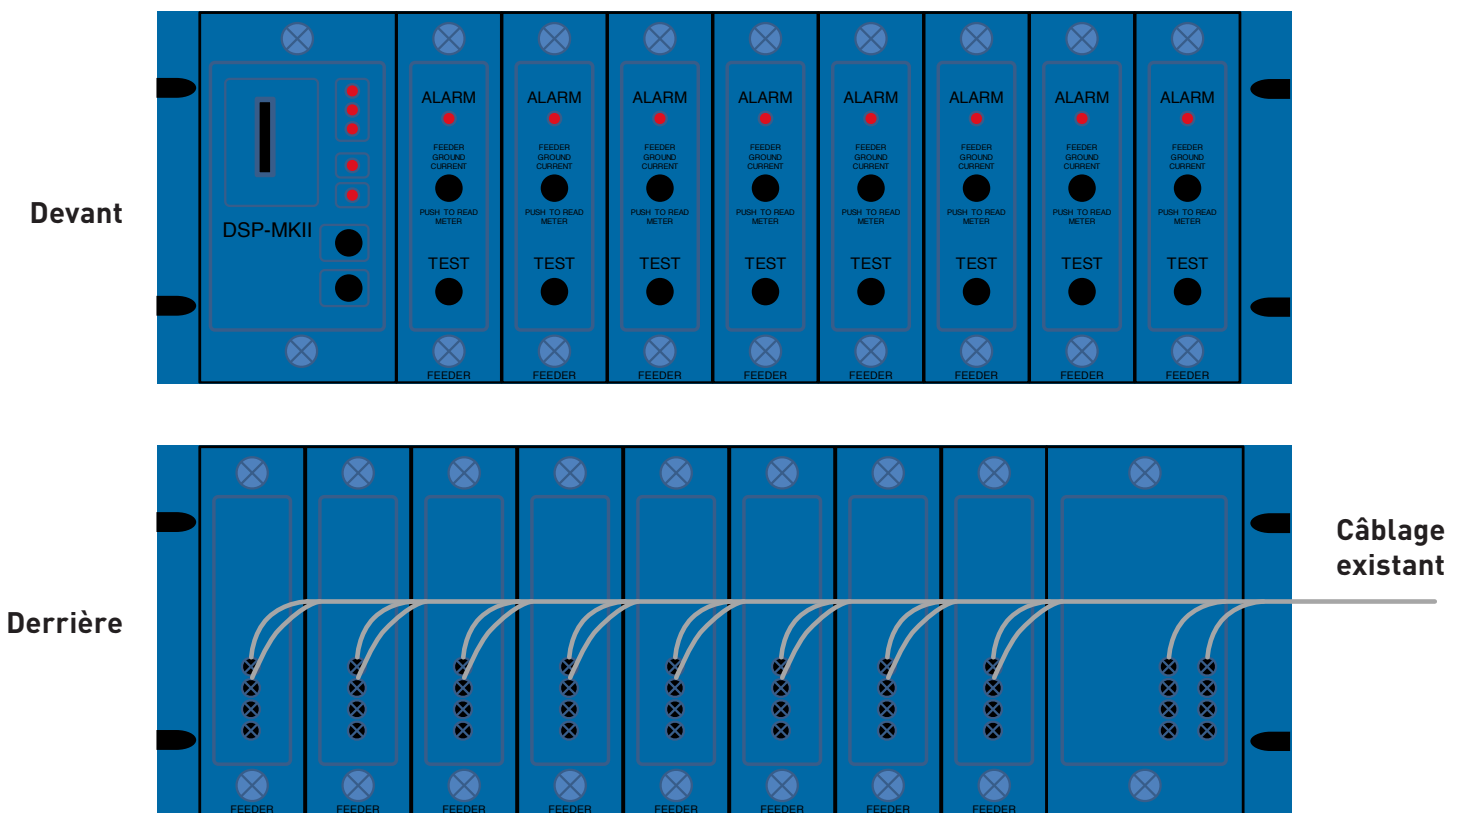 Devant
DSP-MKII
ALARM ALARM ALARM ALARM ALARM ALARM ALARM ALARM
FEEDER FEEDER FEEDER FEEDER FEEDER FEEDER FEEDER FEEDER
GROUND GROUND GROUND GROUND GROUND GROUND GROUND GROUND
CURRENT CURRENT CURRENT CURRENT CURRENT CURRENT CURRENT CURRENT
PUSH TO READ PUSH TO READ PUSH TO READ PUSH TO READ PUSH TO READ PUSH TO READ PUSH TO READ PUSH TO READ
METER METER METER METER METER METER METER METER
TEST TEST TEST TEST TEST TEST TEST TEST
FEEDER FEEDER FEEDER FEEDER FEEDER FEEDER FEEDER FEEDER
Derrière
Câblage
existant
FEEDER FEEDER FEEDER FEEDER FEEDER FEEDER FEEDER FEEDER